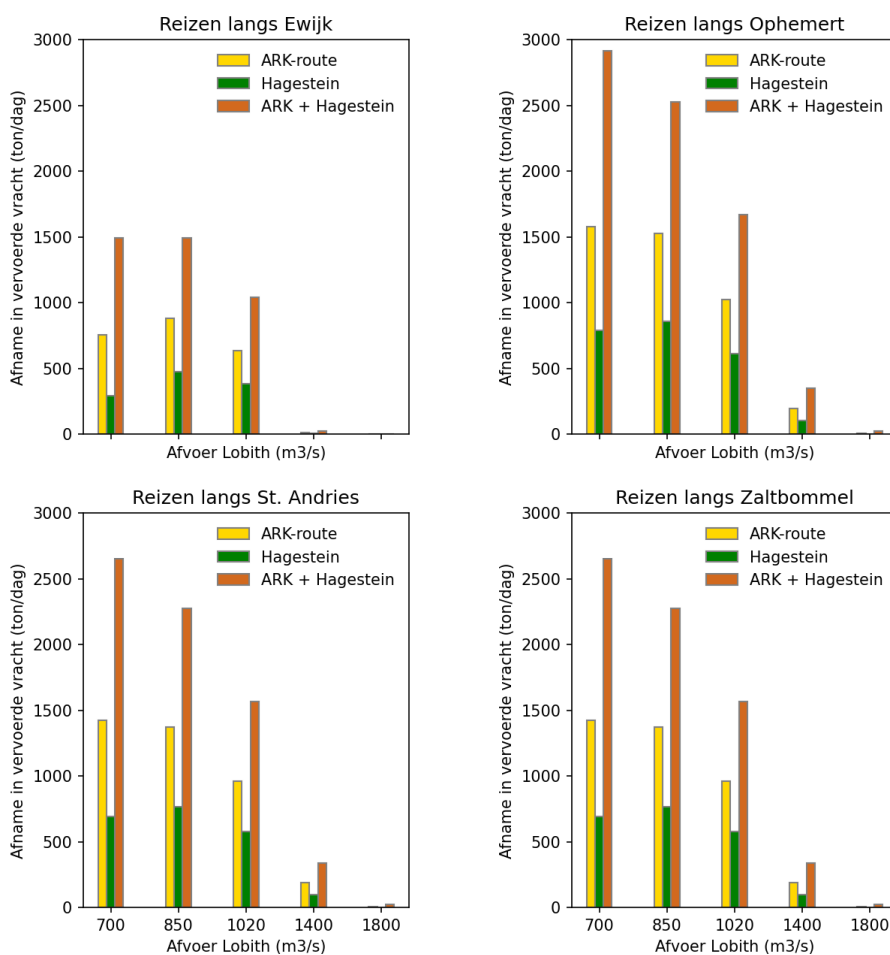 Reizen langs Ewijk
3000
2500
2000
1500
1000
500
0
Afname in vervoerde vracht (ton/dag)
ARK-route
Hagestein
ARK + Hagestein
Afvoer Lobith (m3/s)
Reizen langs Ophemert
3000
2500
2000
1500
1000
500
0
Afname in vervoerde vracht (ton/dag)
ARK-route
Hagestein
ARK + Hagestein
Afvoer Lobith (m3/s)
Reizen langs St. Andries
3000
2500
2000
1500
1000
500
0
Afname in vervoerde vracht (ton/dag)
ARK-route
Hagestein
ARK + Hagestein
700 850 1020 1400 1800
Afvoer Lobith (m3/s)
Reizen langs Zaltbommel
3000
2500
2000
1500
1000
500
0
Afname in vervoerde vracht (ton/dag)
ARK-route
Hagestein
ARK + Hagestein
700 850 1020 1400 1800
Afvoer Lobith (m3/s)